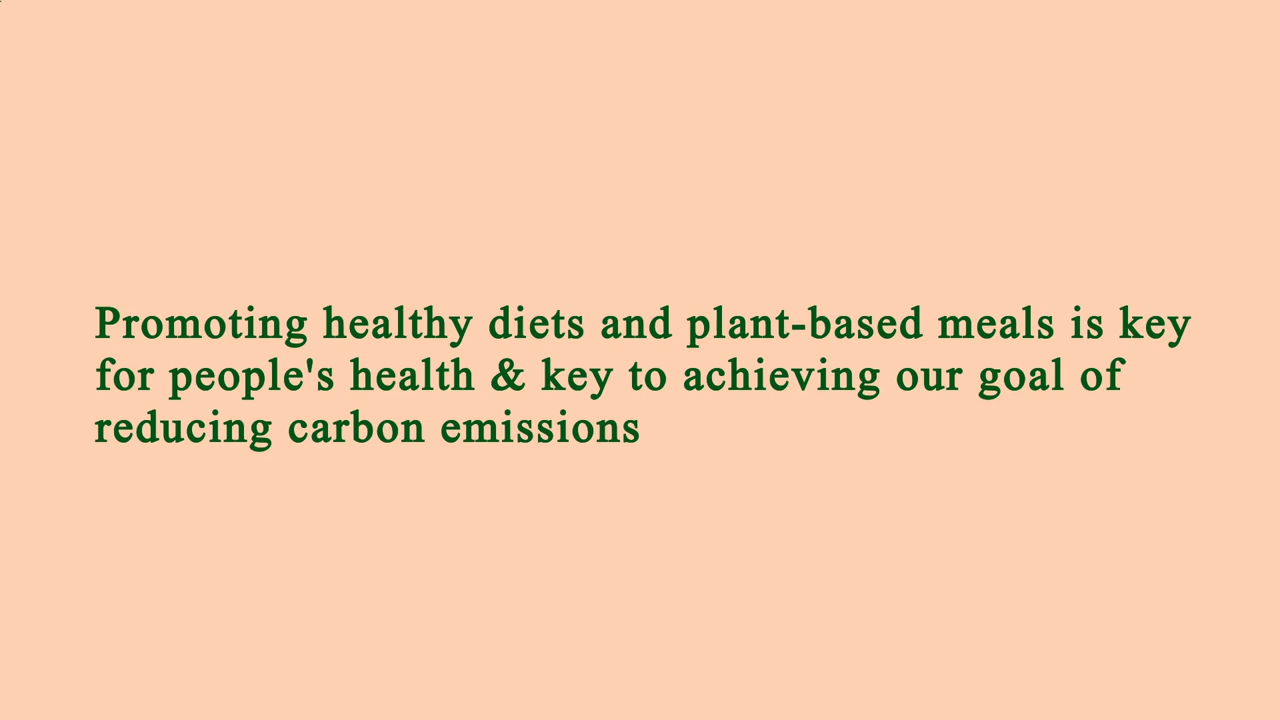 Promoting healthy diets and plant-based meals is key
for people's health & key to achieving our goal of
reducing carbon emissions